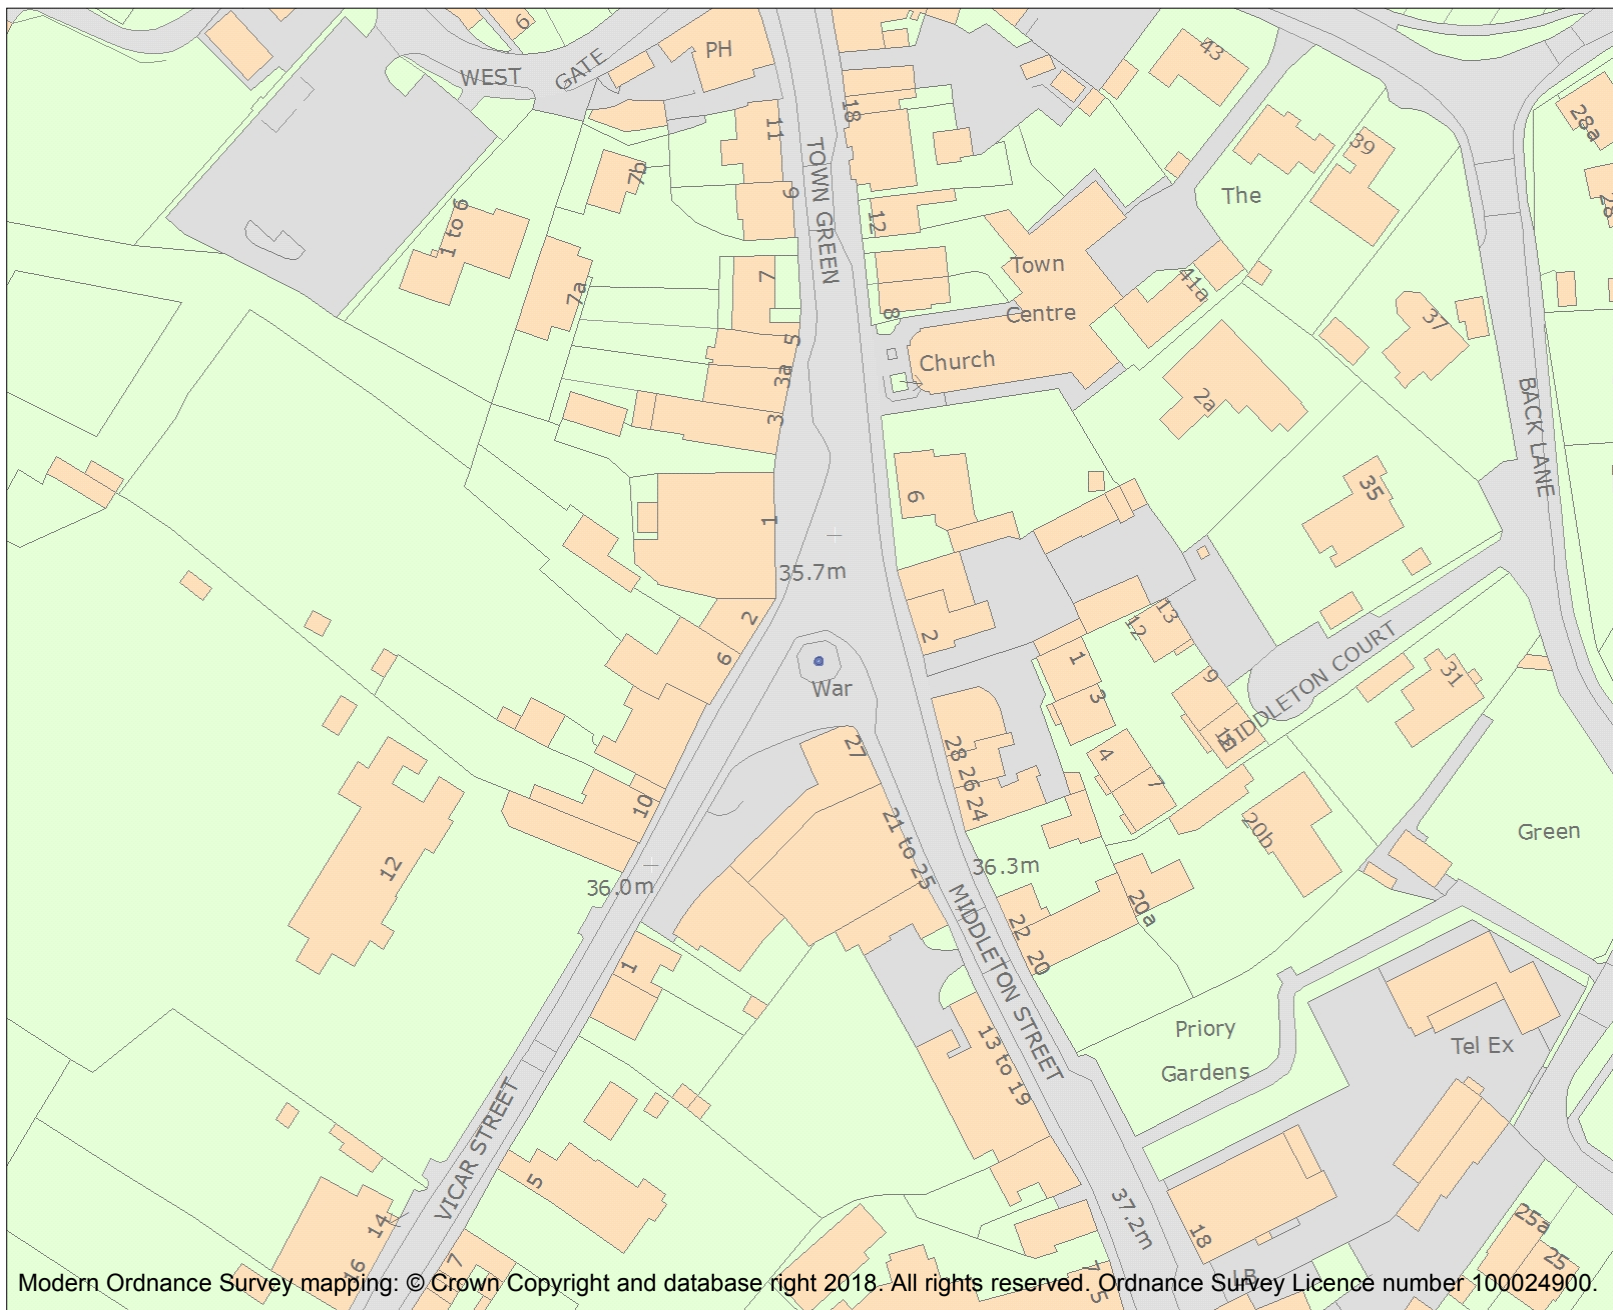 6
WEST
GATE
PH
43
11
18
TOWN GREEN
28a
39
7b
1 to 6
9
12
The
7
7a
Town
41a
8
Centre
37
5
3a
Church
3
2a
BACK LANE
6
35
1
35.7m
2
2
13
12
MIDDLETON COURT
6
1
9
31
War
3
27
28 26 24
4
7
10
21 to 25
20b
Green
12
36.3m
36.0m
MIDDLETON STREET
20a
22
20
1
13 to 19
Priory
Gardens
Tel Ex
VICAR STREET
5
14
37.2m
18
25a
25
16
7
LB
Modern Ordnance Survey mapping: © Crown Copyright and database right 2018. All rights reserved. Ordnance Survey Licence number 100024900.